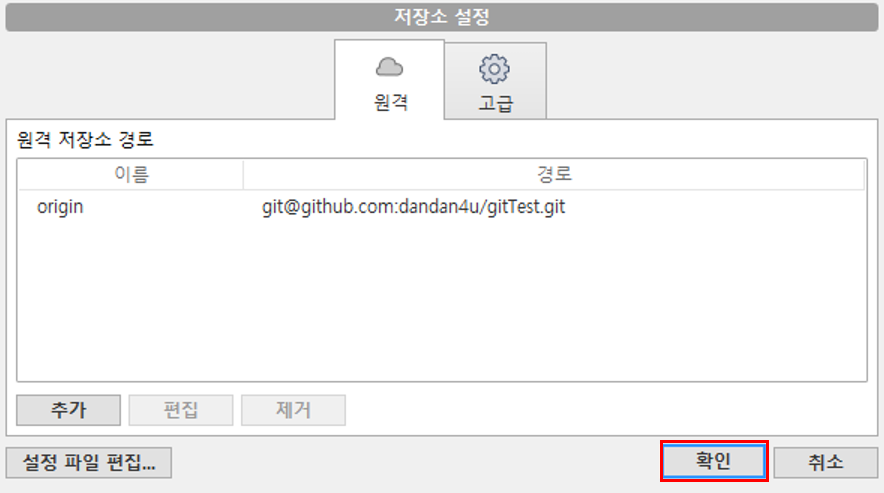 저장소 설정
원격
고급
원격 저장소 경로
이름 경로
origin git@github.com:dandan4u/gitTest.git
추가 편집 제거
설정 파일 편집... 확인 취소